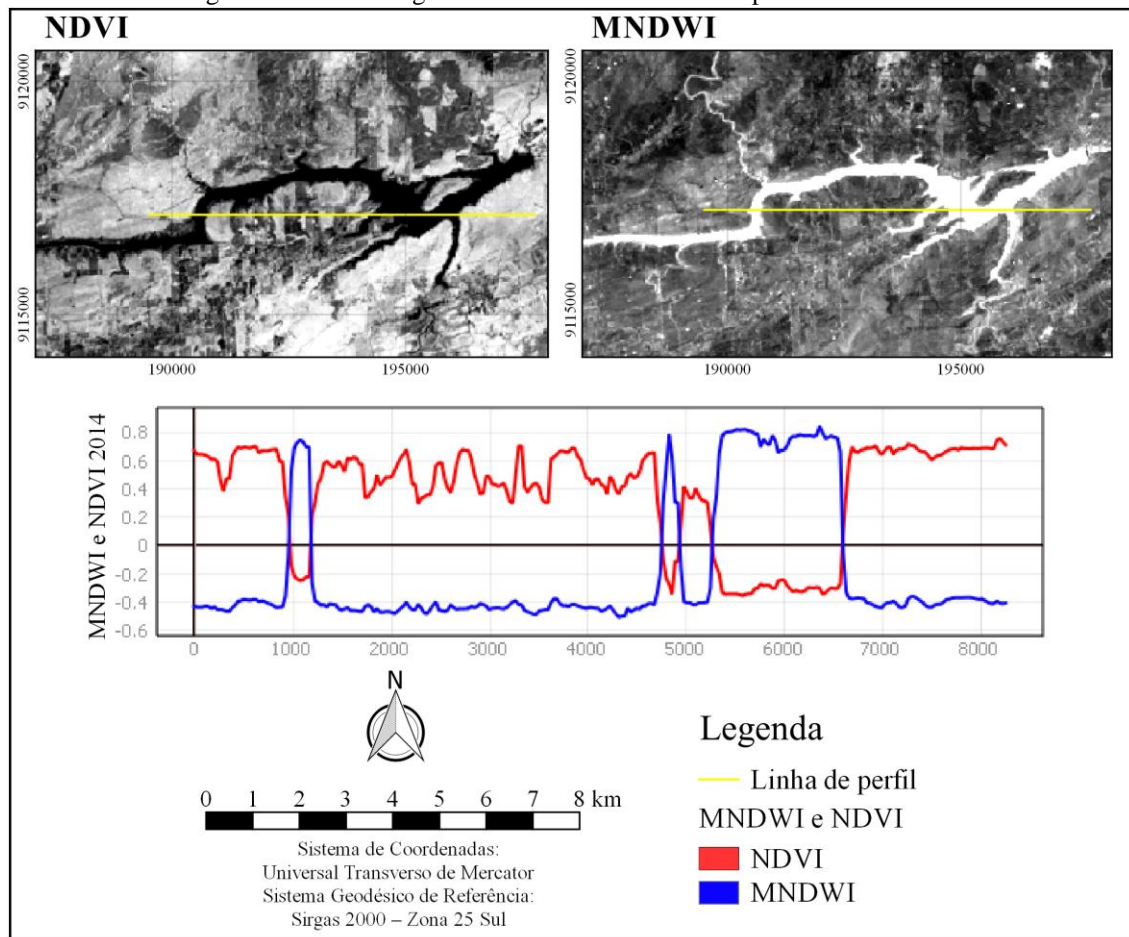 NDVI
MNDWI
9120000
9115000
190000 195000
9120000
9115000
190000 195000
MNDWI e NDVI 2014
0.8
0.6
0.4
0.2
0
-0.2
-0.4
-0.6
0 1000 2000 3000 4000 5000 6000 7000 8000
N
0 1 2 3 4 5 6 7 8 km
Sistema de Coordenadas:
Universal Transverso de Mercator
Sistema Geodésico de Referência:
Sirgas 2000 – Zona 25 Sul
Legenda
Linha de perfil
MNDWI e NDVI
NDVI
MNDWI